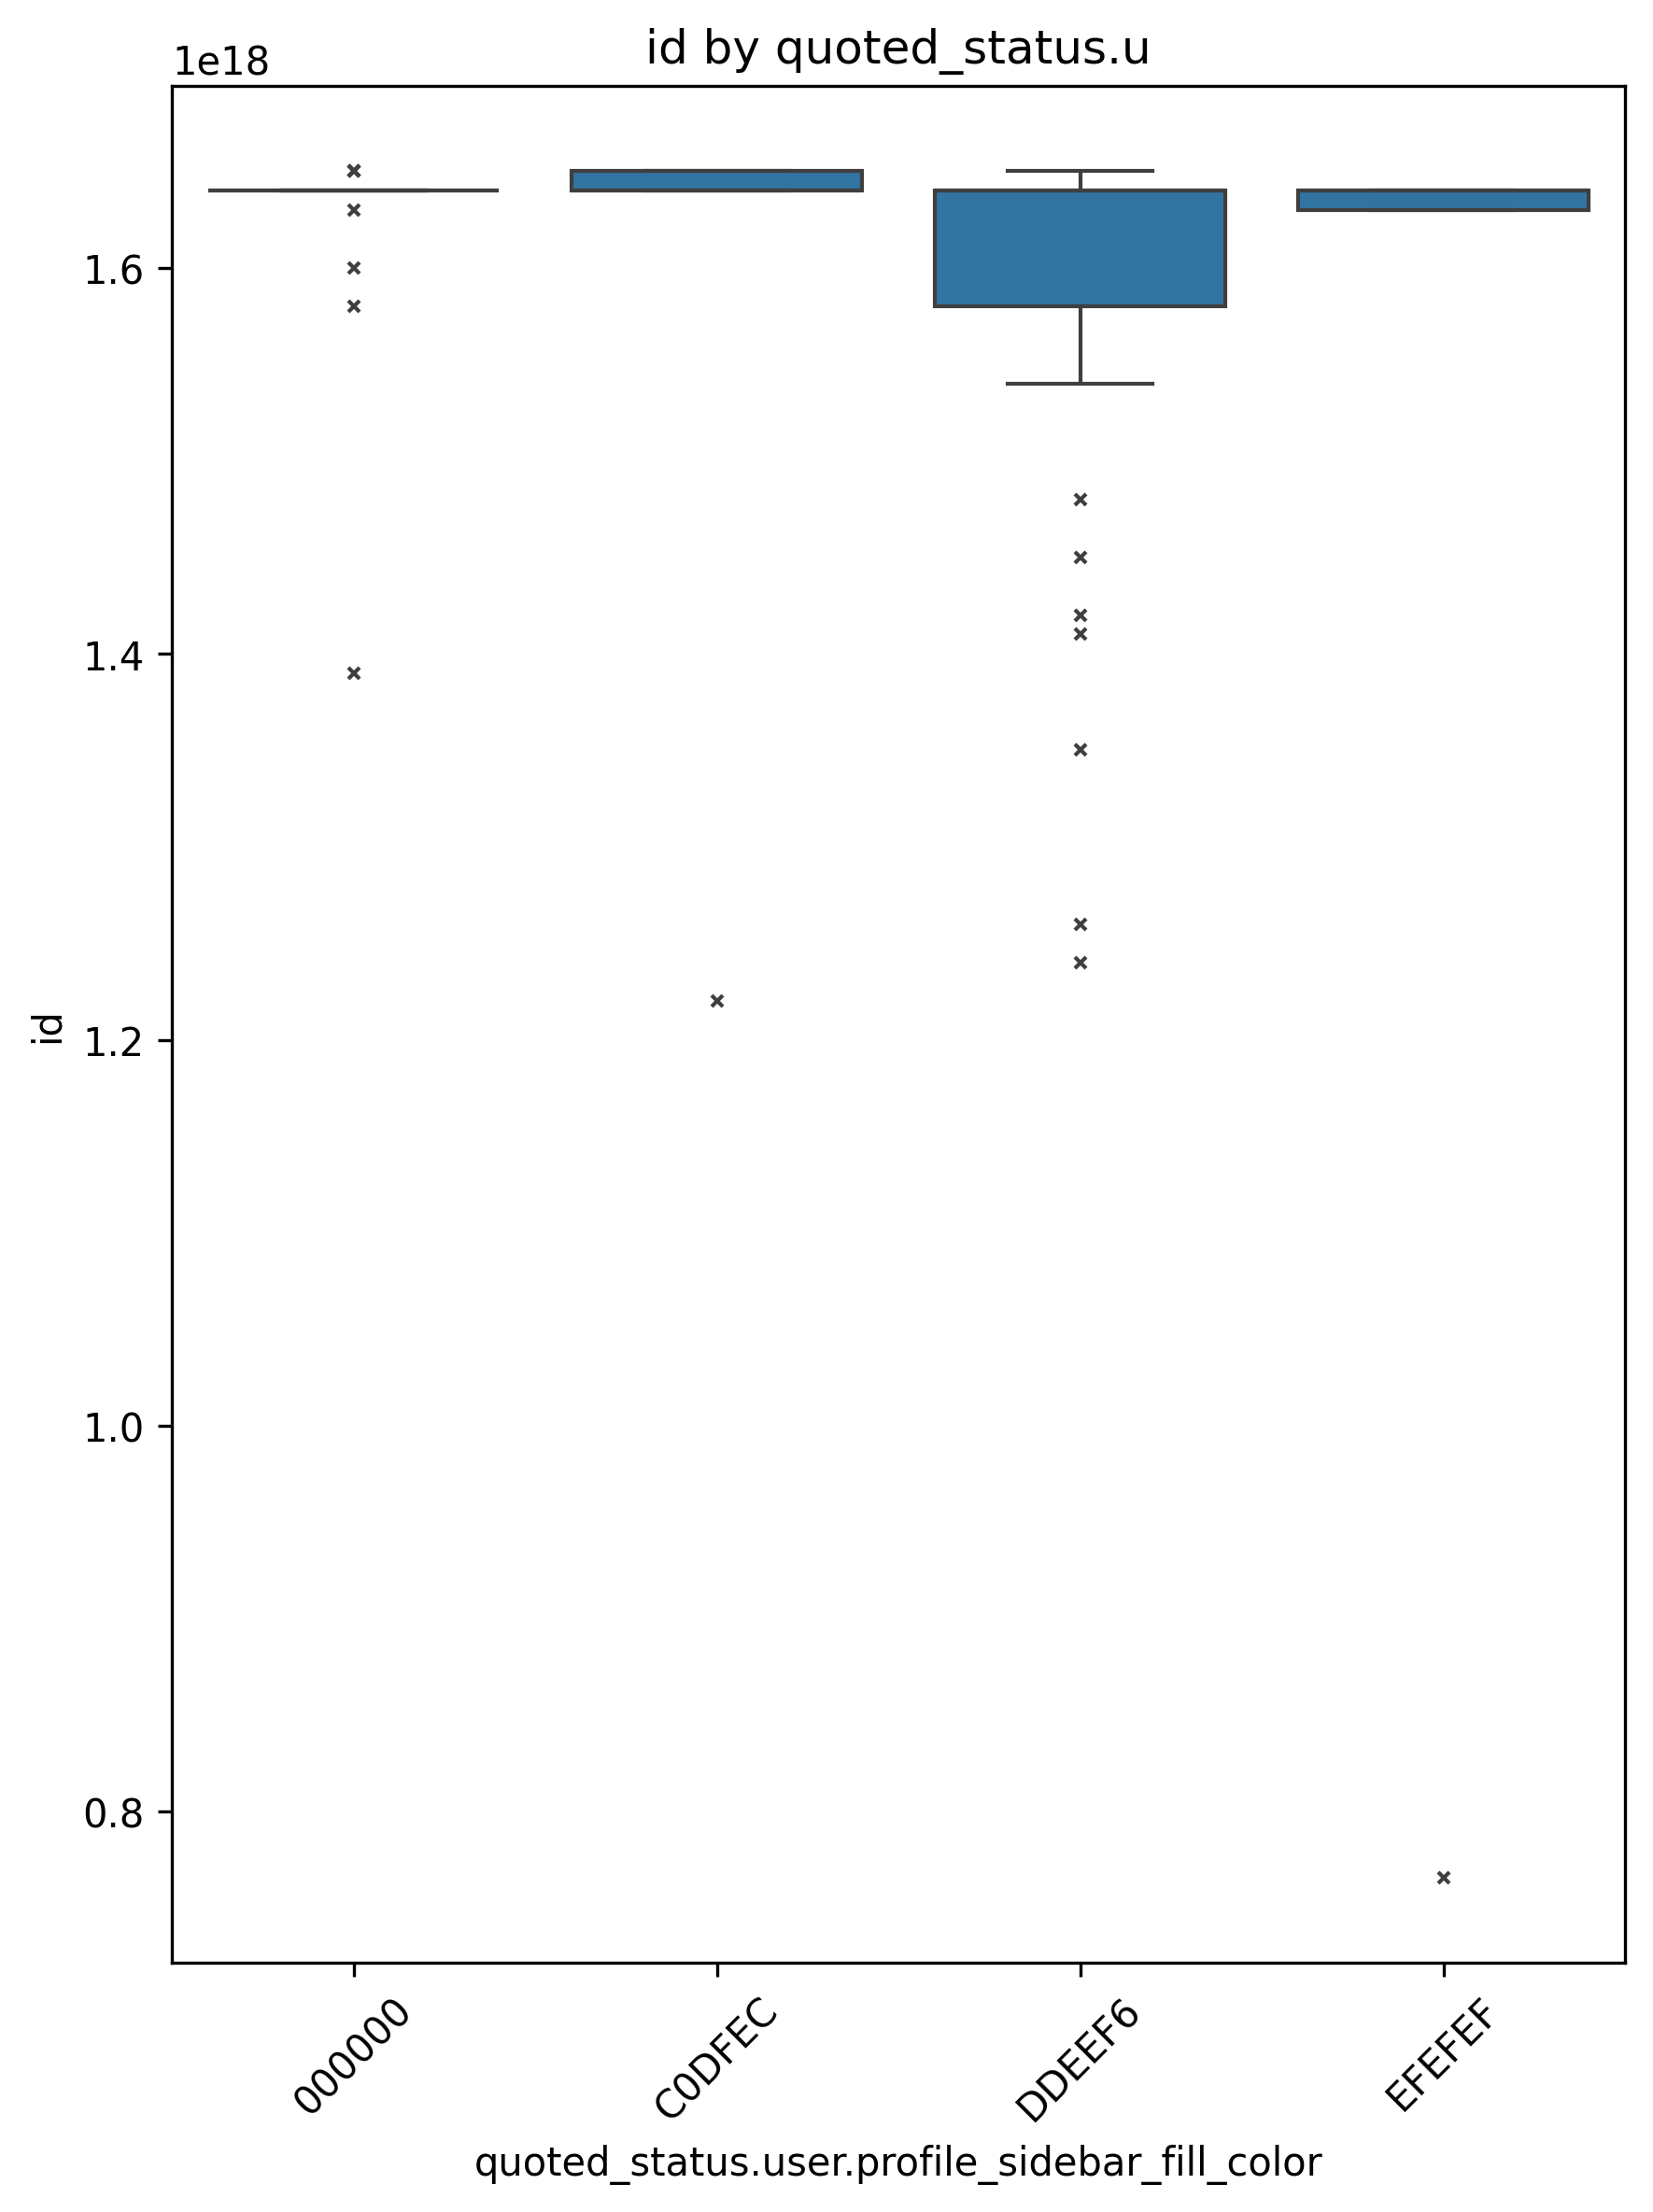 id by quoted_status.u
1e18
1.6
1.4
1.2
1.0
0.8
id
000000
C0DFEC
DDEEF6
EFEFEF
quoted_status.user.profile_sidebar_fill_color